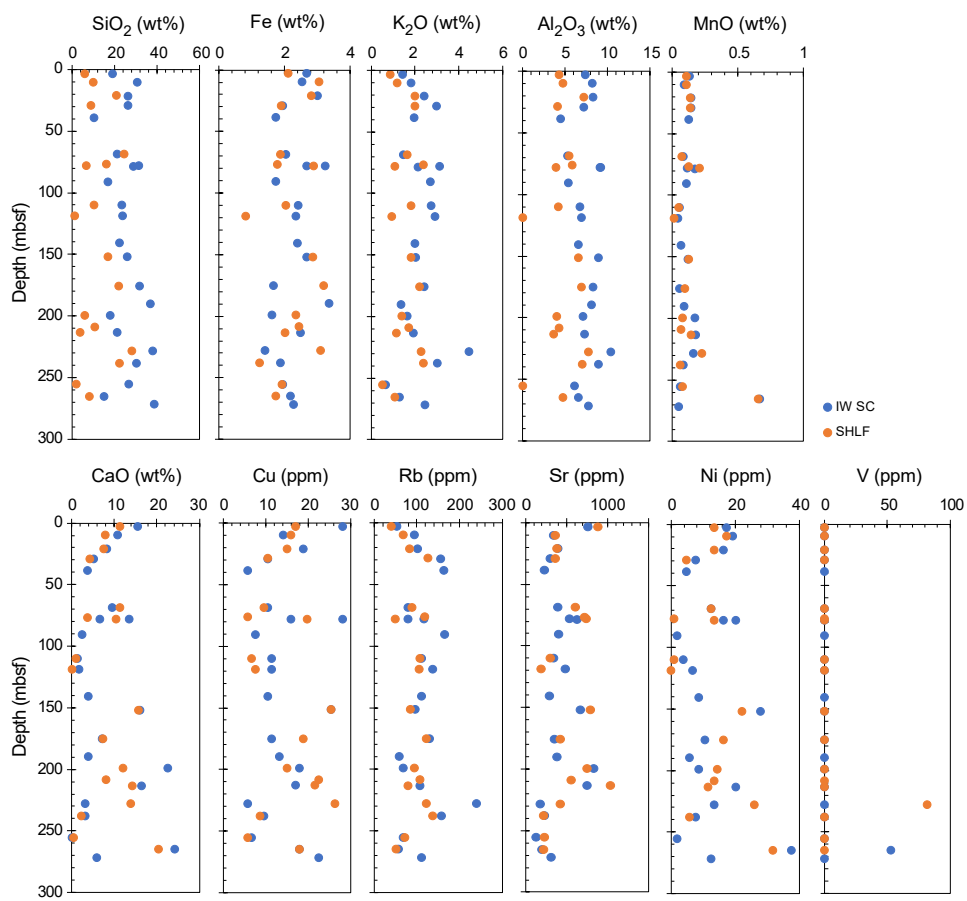 SiO2 (wt%) Fe (wt%) K2O (wt%) Al2O3 (wt%) MnO (wt%)
0 20 40 60 0 2 4 0 2 4 6 0 5 10 15 0 0.5 1
0
50
100
150
200
250
300
Depth (mbsf)
IW SC
SHLF
CaO (wt%) Cu (ppm) Rb (ppm) Sr (ppm) Ni (ppm) V (ppm)
0 10 20 30 0 10 20 30 0 100 200 300 0 1000 0 20 40 0 50 100
0
50
100
150
200
250
300
Depth (mbsf)